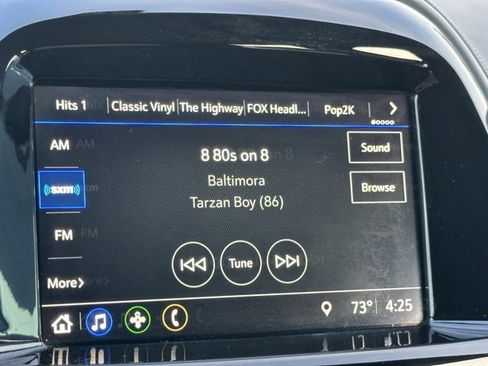 Hits 1 Classic Vinyl The Highway FOX Headl... Pop2K
AM
8 80s on 8
Sound
((sxm))
Baltimora
Browse
Tarzan Boy (86)
FM
Tune
More
73° 4:25